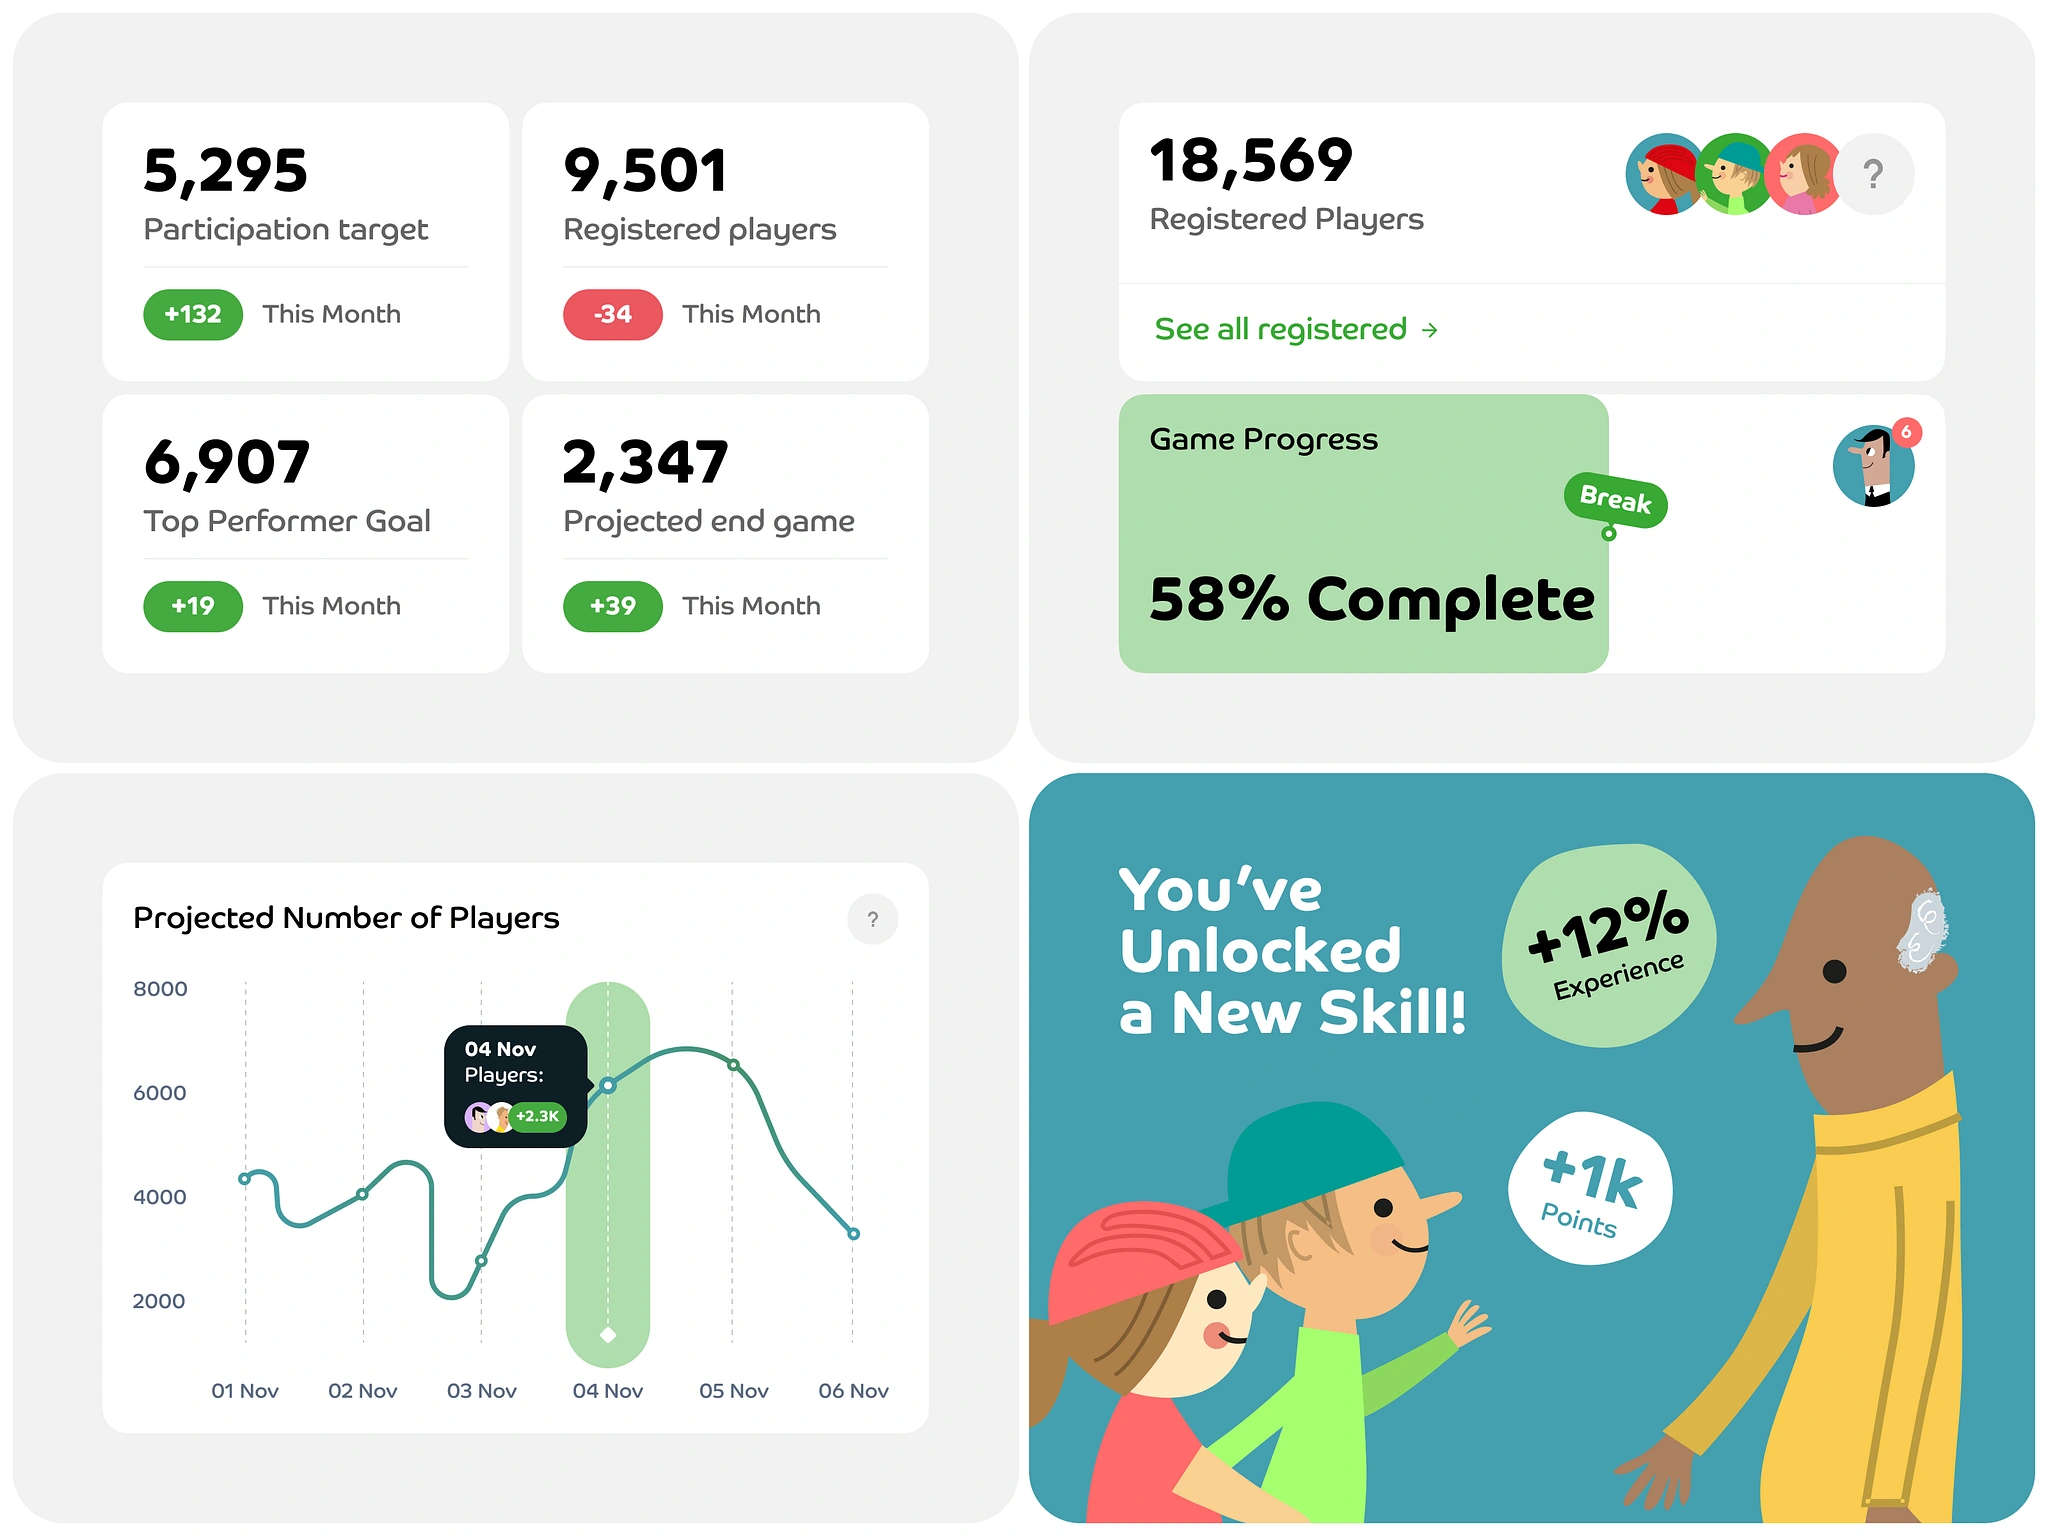 5,295
Participation target
+132 This Month
9,501
Registered players
-34 This Month
6,907
Top Performer Goal
+19 This Month
2,347
Projected end game
+39 This Month
18,569
Registered Players
?
See all registered →
Game Progress
6
Break
58% Complete
Projected Number of Players
?
8000
6000
4000
2000
04 Nov
Players:
+2.3K
01 Nov 02 Nov 03 Nov 04 Nov 05 Nov 06 Nov
You’ve
Unlocked
a New Skill!
+12%
Experience
+1k
Points